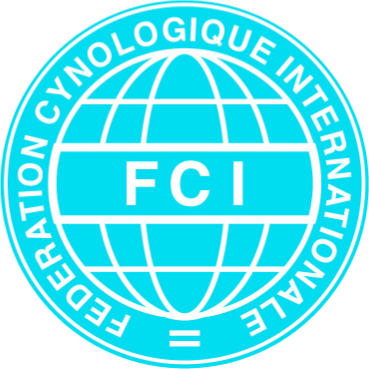 FEDERATION CYNOLOGIQUE INTERNATIONALE
FCI